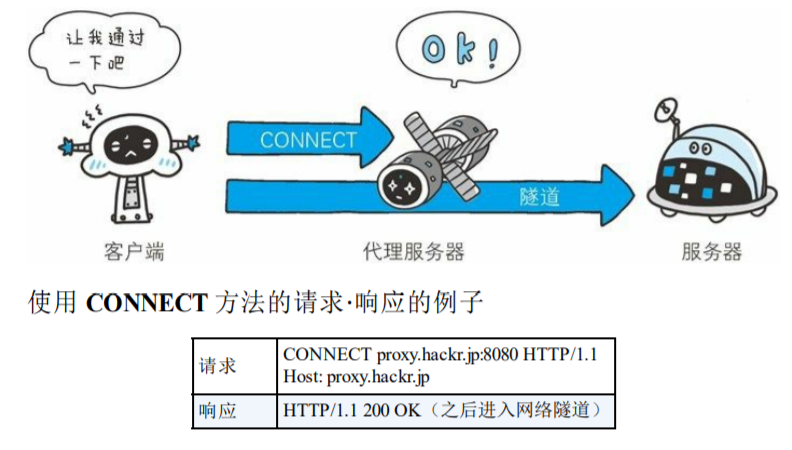 让我通过
一下吧
Ok!
CONNECT
隧道
客户端
代理服务器
服务器
使用 CONNECT 方法的请求·响应的例子
请求
CONNECT proxy.hackr.jp:8080 HTTP/1.1
Host: proxy.hackr.jp
响应
HTTP/1.1 200 OK（之后进入网络隧道）